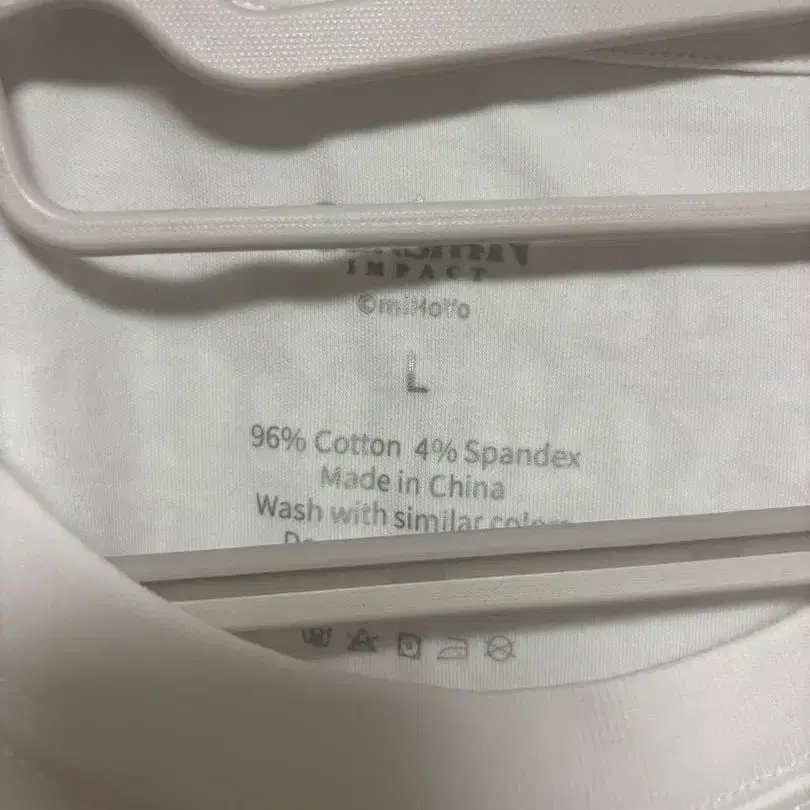 IMPACT
©miHoYo
L
96% Cotton 4% Spandex
Made in China
Wash with similar colors